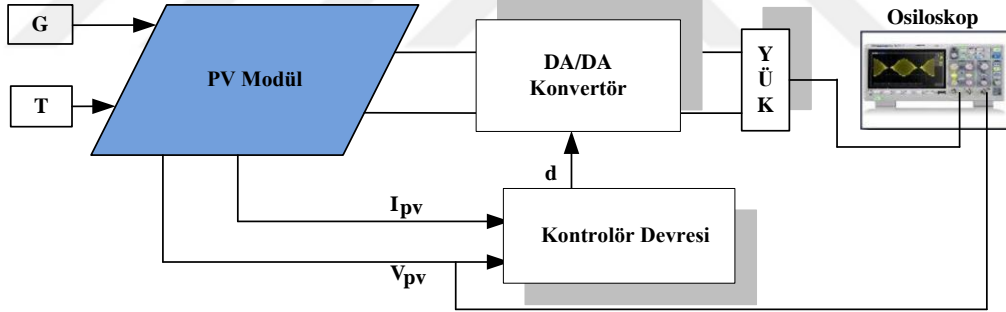 Osiloskop
G
PV Modül
DA/DA
Konvertör
Y
Ü
K
T
d
Ipv
Kontrolör Devresi
Vpv